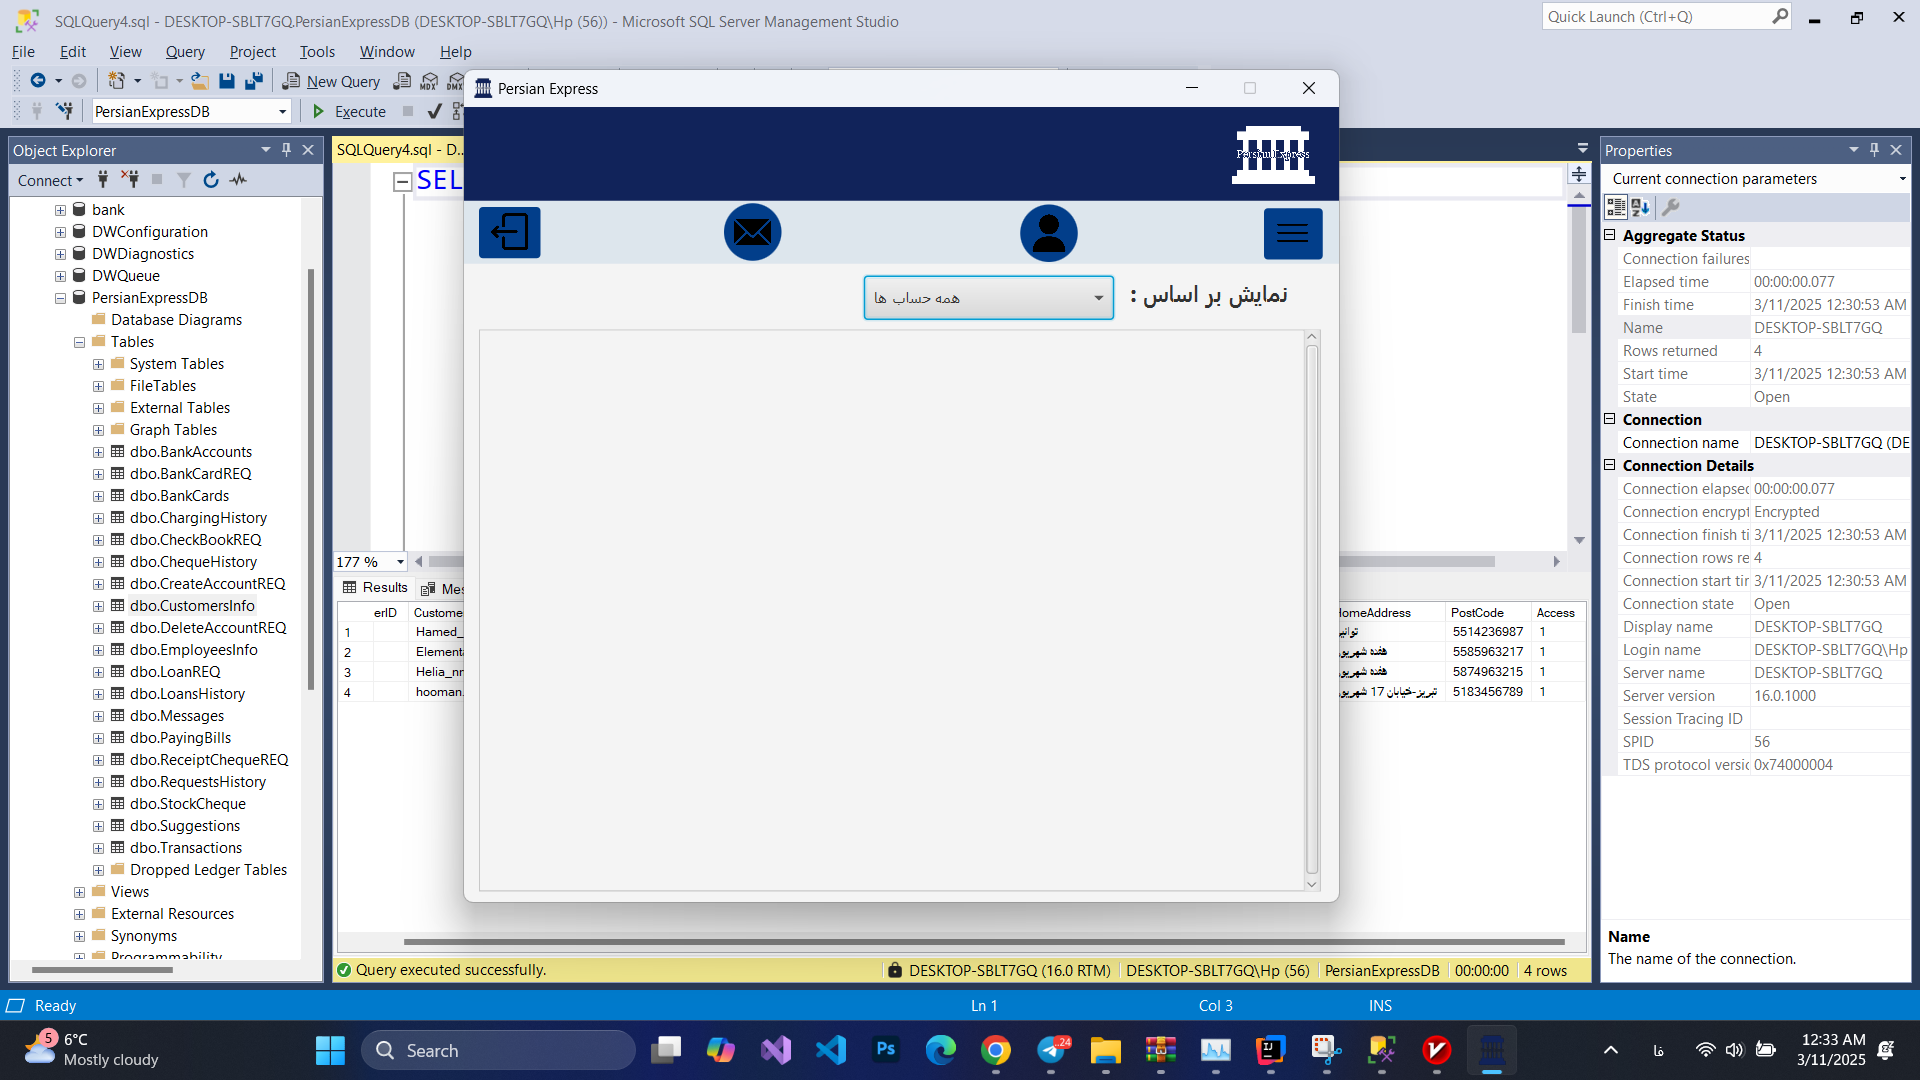 SQLQuery4.sql - DESKTOP-SBLT7GQ.PersianExpressDB (DESKTOP-SBLT7GQ\Hp (56)) - Microsoft SQL Server Management Studio
Quick Launch (Ctrl+Q)
File Edit View Query Project Tools Window Help
New Query
PersianExpressDB
Execute
Object Explorer
Connect
bank
DWConfiguration
DWDiagnostics
DWQueue
PersianExpressDB
Database Diagrams
Tables
System Tables
FileTables
External Tables
Graph Tables
dbo.BankAccounts
dbo.BankCardREQ
dbo.BankCards
dbo.ChargingHistory
dbo.CheckBookREQ
dbo.ChequeHistory
dbo.CreateAccountREQ
dbo.CustomersInfo
dbo.DeleteAccountREQ
dbo.EmployeesInfo
dbo.LoanREQ
dbo.LoansHistory
dbo.Messages
dbo.PayingBills
dbo.ReceiptChequeREQ
dbo.RequestsHistory
dbo.StockCheque
dbo.Suggestions
dbo.Transactions
Dropped Ledger Tables
Views
External Resources
Synonyms
Programmability
SQLQuery4.sql - D...
SEL
177 %
Results Mes
erID Custome
1 Hamed_
2 Elementa
3 Helia_nr
4 hooman.
Persian Express
Persian Express
نمایش بر اساس :
همه حساب ها
HomeAddress PostCode Access
5514236987 1
هفده شهریور 5585963217 1
هفده شهریور 5874963215 1
تبریز-خیابان 17 شهریور 5183456789 1
Query executed successfully.
DESKTOP-SBLT7GQ (16.0 RTM) DESKTOP-SBLT7GQ\Hp (56) PersianExpressDB 00:00:00 4 rows
Properties
Current connection parameters
Aggregate Status
Connection failures
Elapsed time 00:00:00.077
Finish time 3/11/2025 12:30:53 AM
Name DESKTOP-SBLT7GQ
Rows returned 4
Start time 3/11/2025 12:30:53 AM
State Open
Connection
Connection name DESKTOP-SBLT7GQ (DE
Connection Details
Connection elapsec 00:00:00.077
Connection encrypt Encrypted
Connection finish ti 3/11/2025 12:30:53 AM
Connection rows re 4
Connection start tir 3/11/2025 12:30:53 AM
Connection state Open
Display name DESKTOP-SBLT7GQ
Login name DESKTOP-SBLT7GQ\Hp
Server name DESKTOP-SBLT7GQ
Server version 16.0.1000
Session Tracing ID
SPID 56
TDS protocol versic 0x74000004
Name
The name of the connection.
Ready
Ln 1 Col 3 INS
5
6°C
Mostly cloudy
Search
Ps
24
فا
12:33 AM
3/11/2025